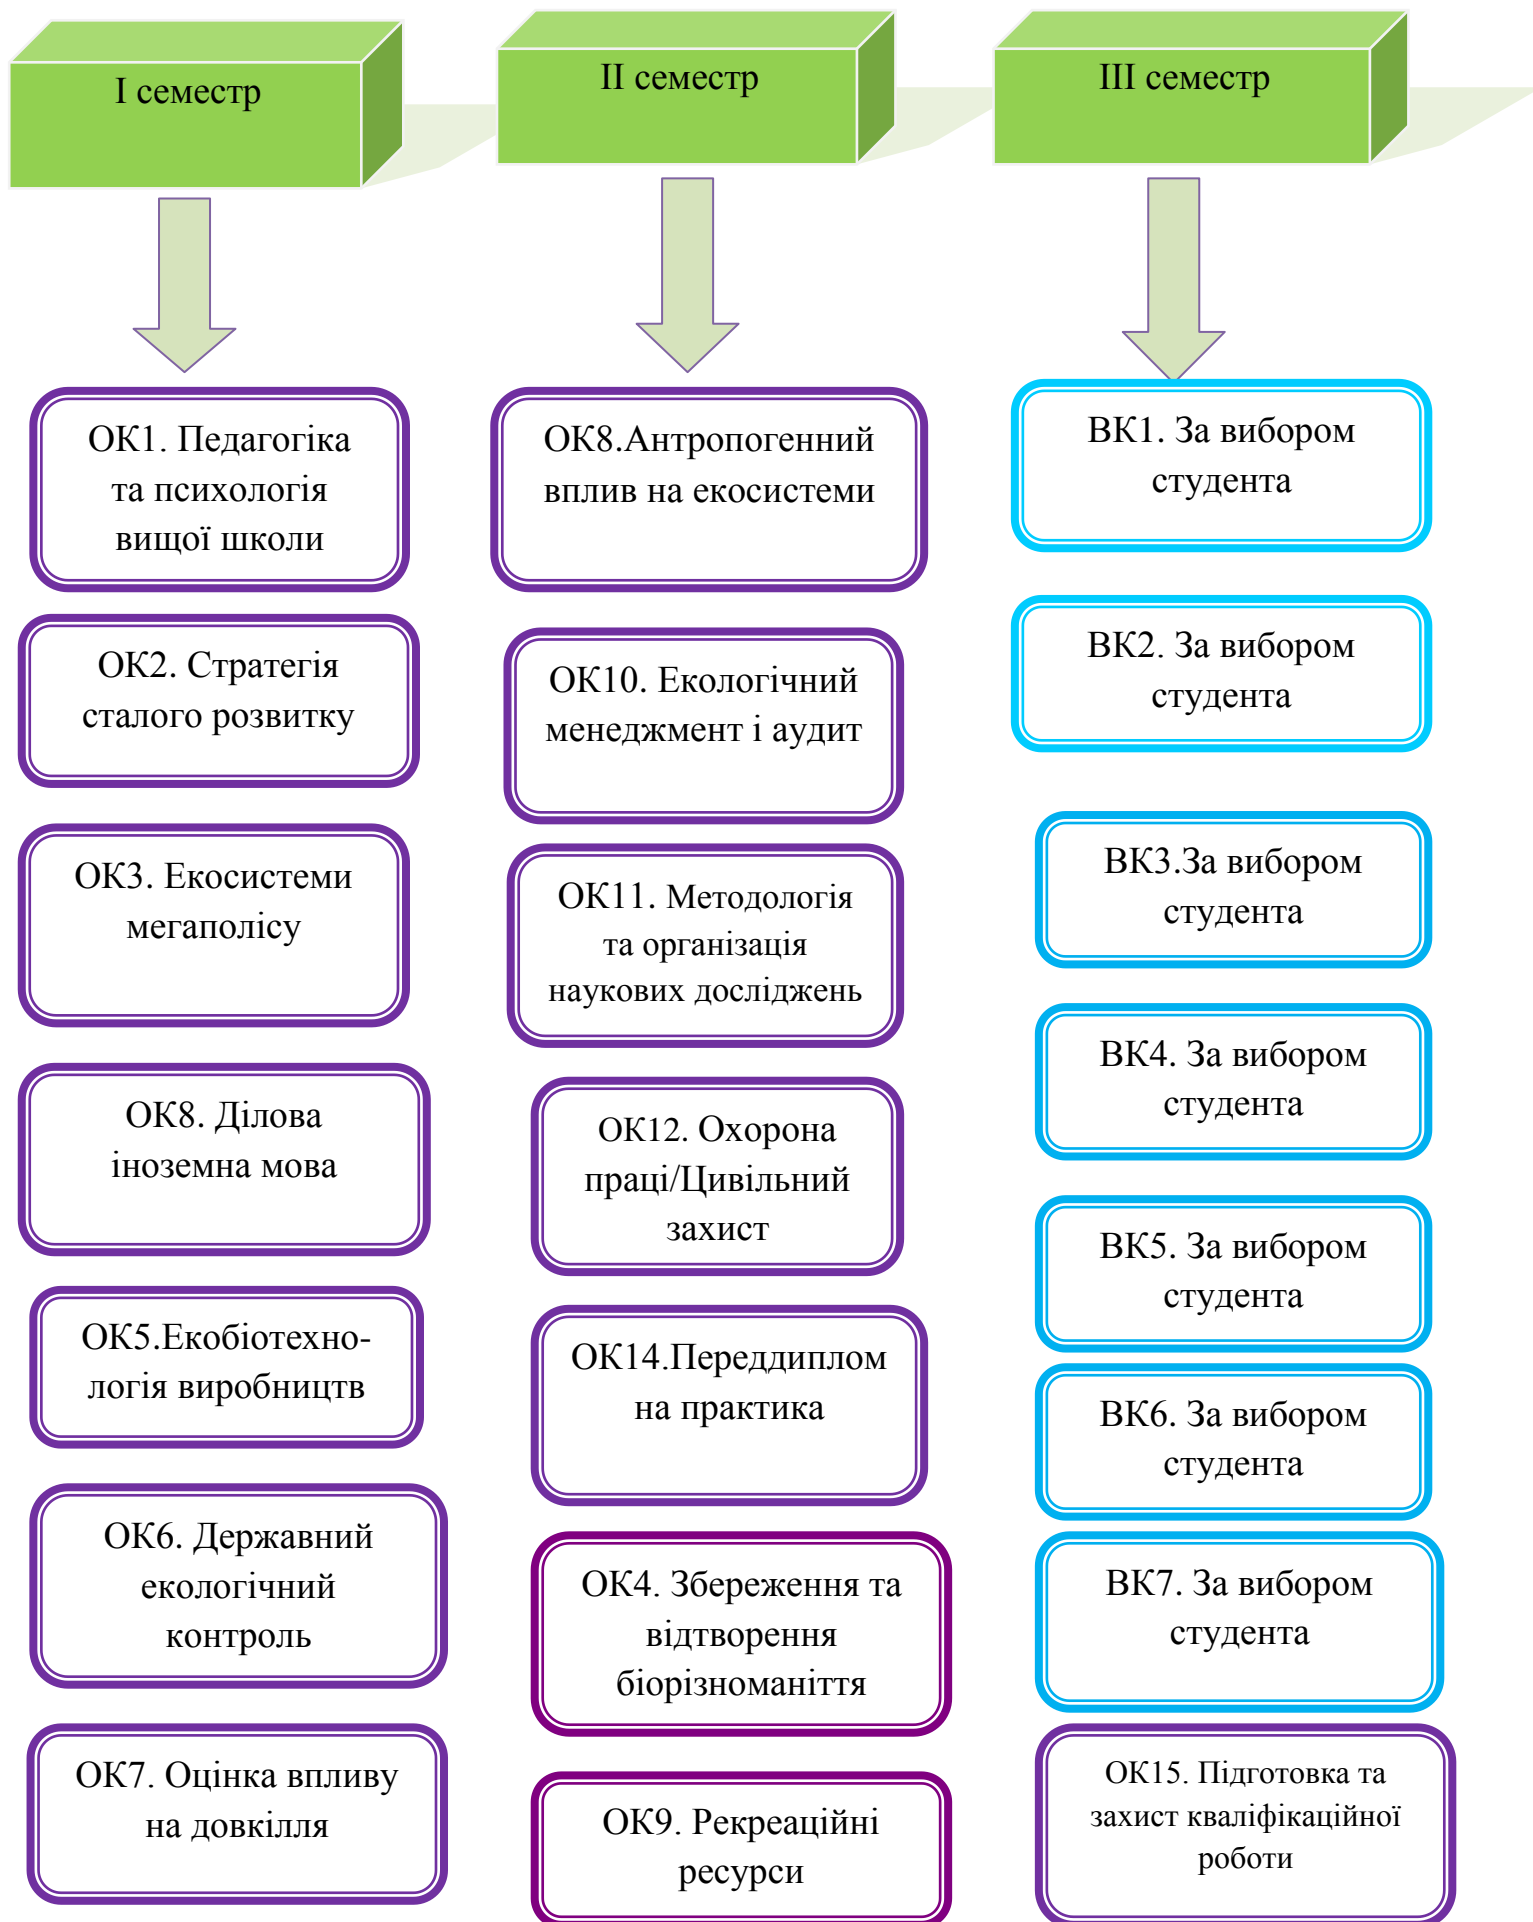 І семестр
ІІ семестр
ІІІ семестр
ОК1. Педагогіка
та психологія
вищої школи
ОК2. Стратегія
сталого розвитку
ОК3. Екосистеми
мегаполісу
ОК8. Ділова
іноземна мова
ОК5.Екобіотехно-
логія виробництв
ОК6. Державний
екологічний
контроль
ОК7. Оцінка впливу
на довкілля
ОК8.Антропогенний
вплив на екосистеми
ОК10. Екологічний
менеджмент і аудит
ОК11. Методологія
та організація
наукових досліджень
ОК12. Охорона
праці/Цивільний
захист
ОК14.Переддиплом
на практика
ОК4. Збереження та
відтворення
біорізноманіття
ОК9. Рекреаційні
ресурси
ВК1. За вибором
студента
ВК2. За вибором
студента
ВК3.За вибором
студента
ВК4. За вибором
студента
ВК5. За вибором
студента
ВК6. За вибором
студента
ВК7. За вибором
студента
ОК15. Підготовка та
захист кваліфікаційної
роботи